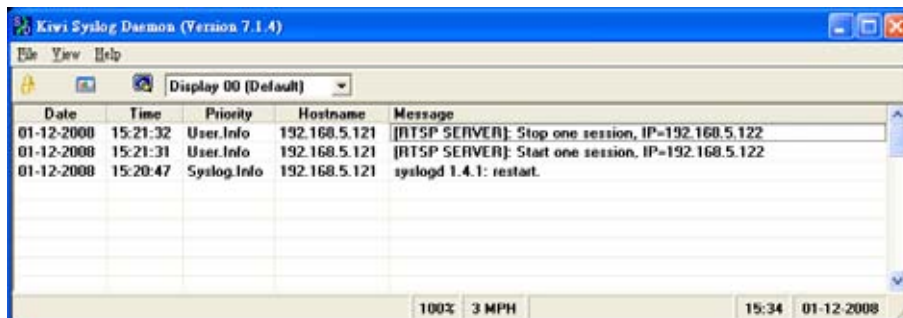 Kiwi Syslog Daemon (Version 7.1.4)
File View Help
Display 00 (Default)
Date Time Priority Hostname Message
01-12-2008 15:21:32 User.Info 192.168.5.121 [RTSP SERVER]: Stop one session, IP=192.168.5.122
01-12-2008 15:21:31 User.Info 192.168.5.121 [RTSP SERVER]: Start one session, IP=192.168.5.122
01-12-2008 15:20:47 Syslog.Info 192.168.5.121 syslogd 1.4.1: restart.
100% 3 MPH 15:34 01-12-2008